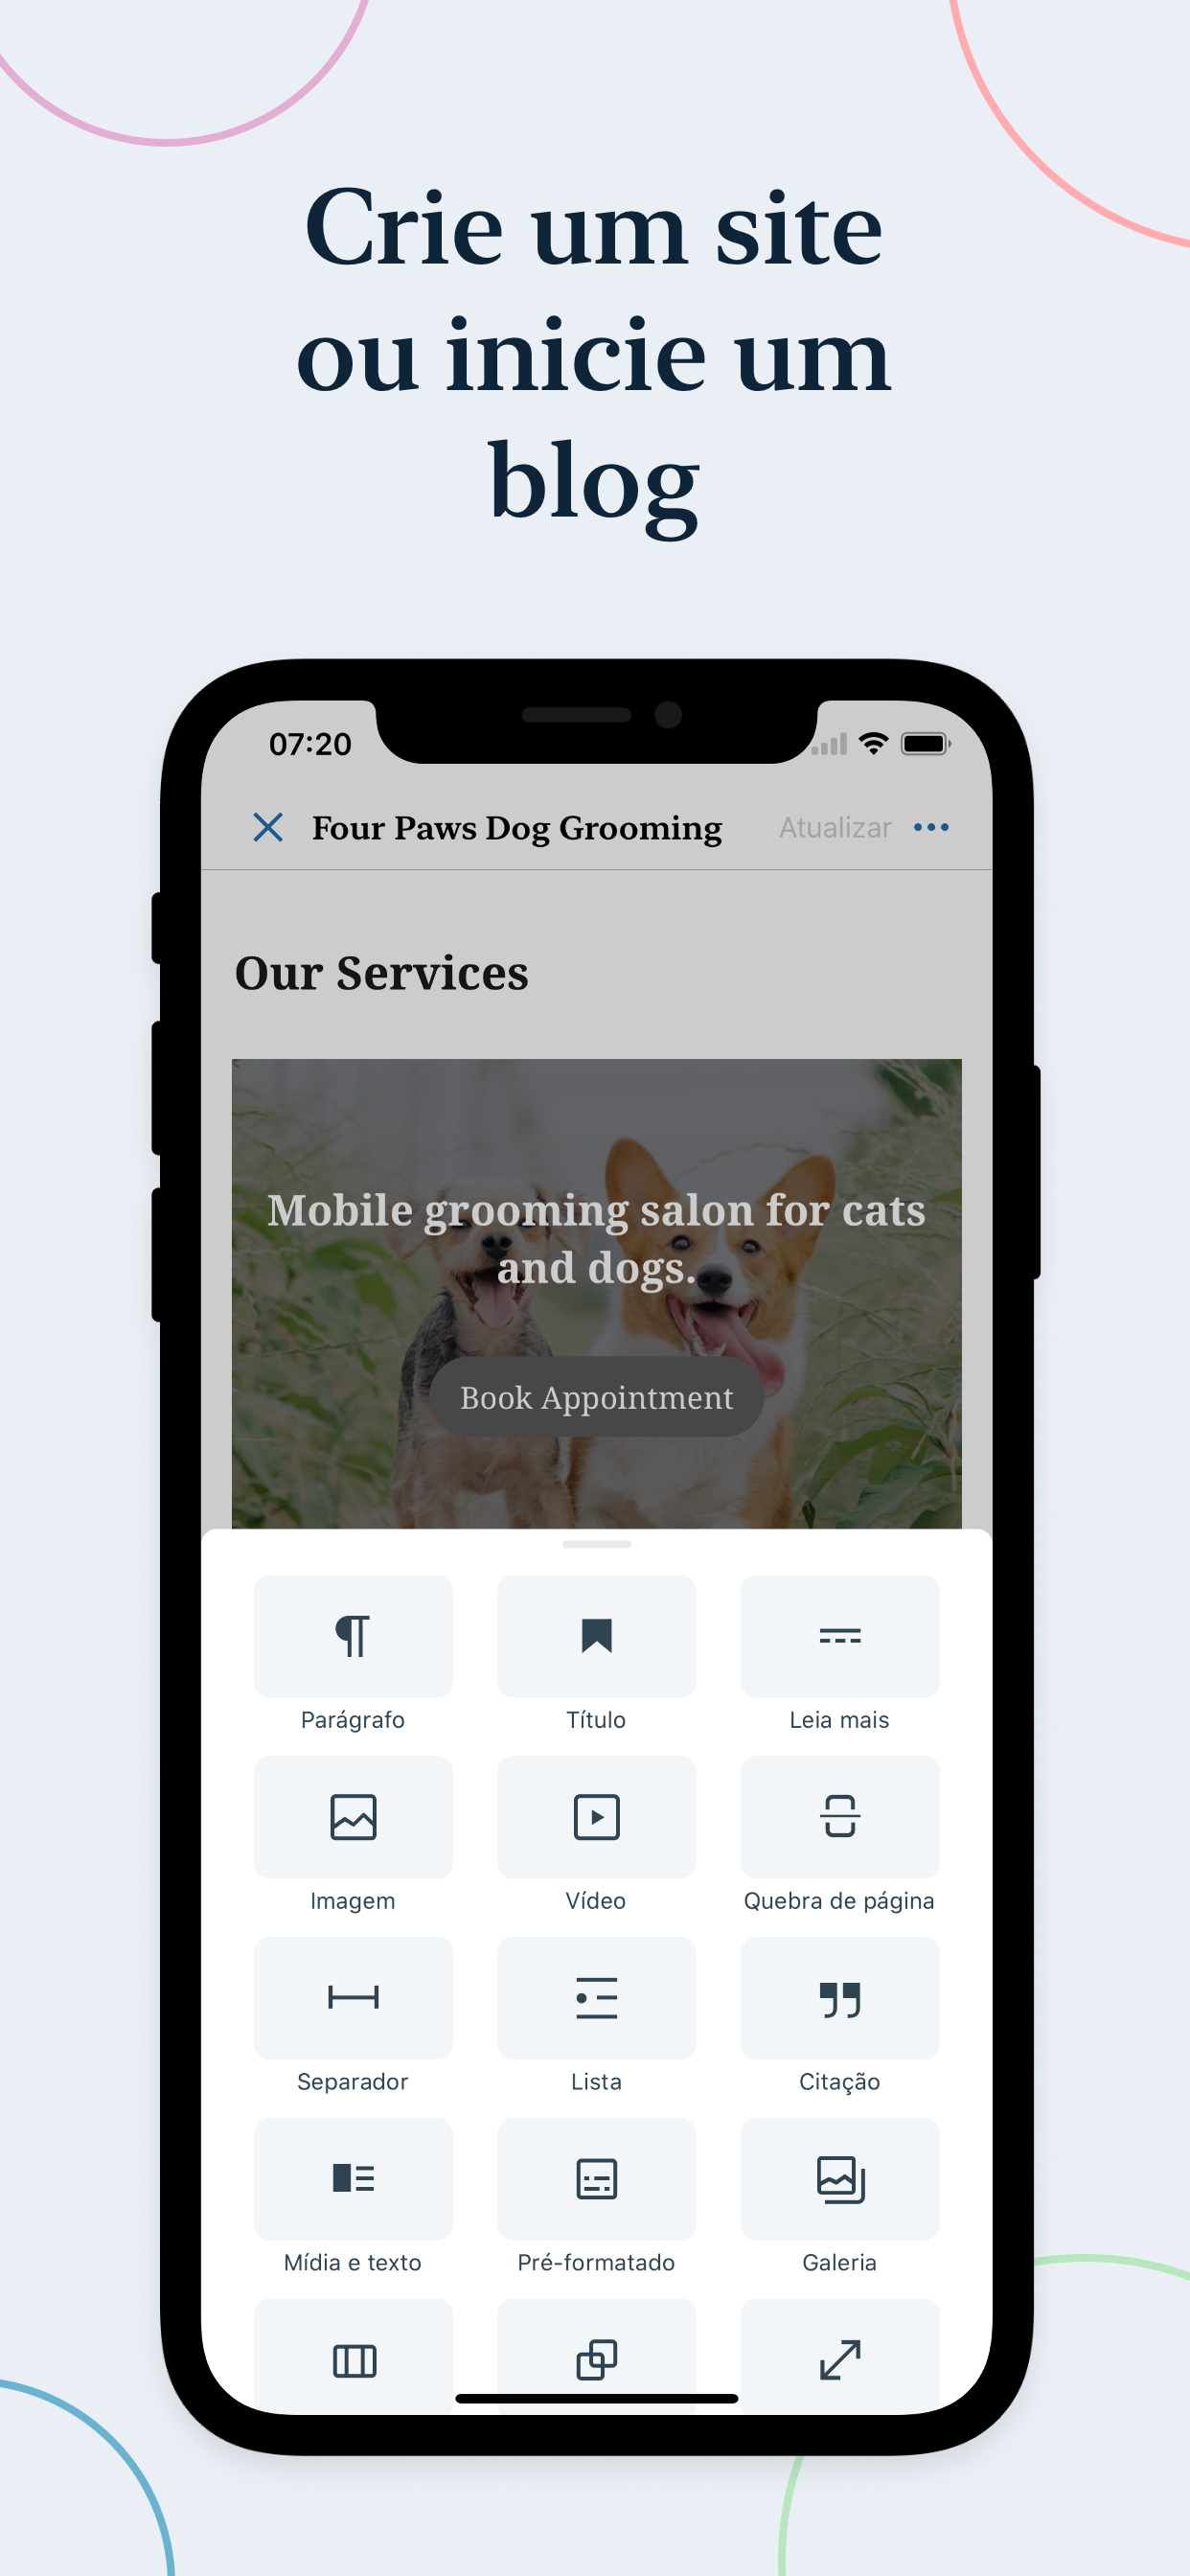 Crie um site
ou inicie um
blog
07:20
Four Paws Dog Grooming
Atualizar
Our Services
Mobile grooming salon for cats
and dogs.
Book Appointment
Parágrafo
Título
Leia mais
Imagem
Vídeo
Quebra de página
Separador
Lista
Citação
Mídia e texto
Pré-formatado
Galeria